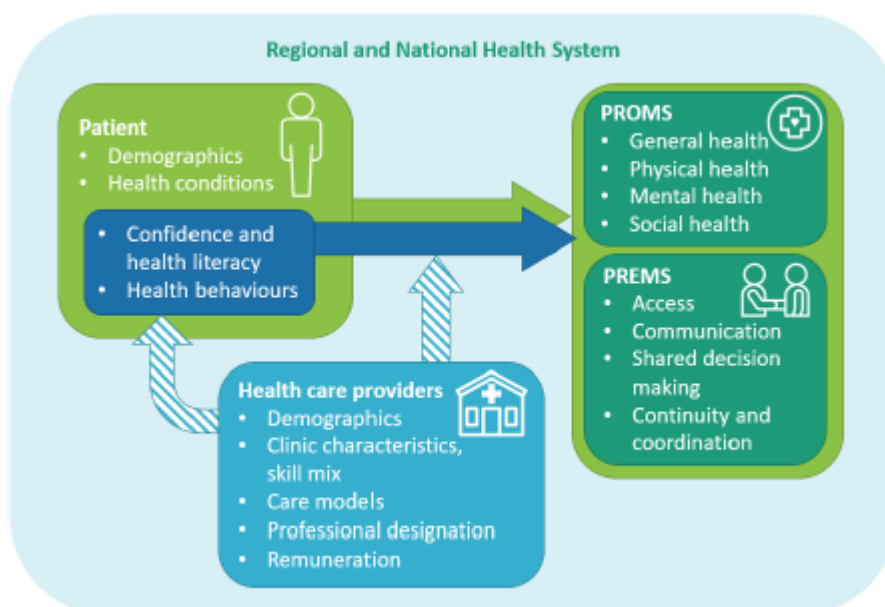 Regional and National Health System
Patient
• Demographics
• Health conditions
• Confidence and
health literacy
• Health behaviours
Health care providers
• Demographics
• Clinic characteristics,
skill mix
• Care models
• Professional designation
• Remuneration
PROMS
• General health
• Physical health
• Mental health
• Social health
PREMS
• Access
• Communication
• Shared decision
making
• Continuity and
coordination